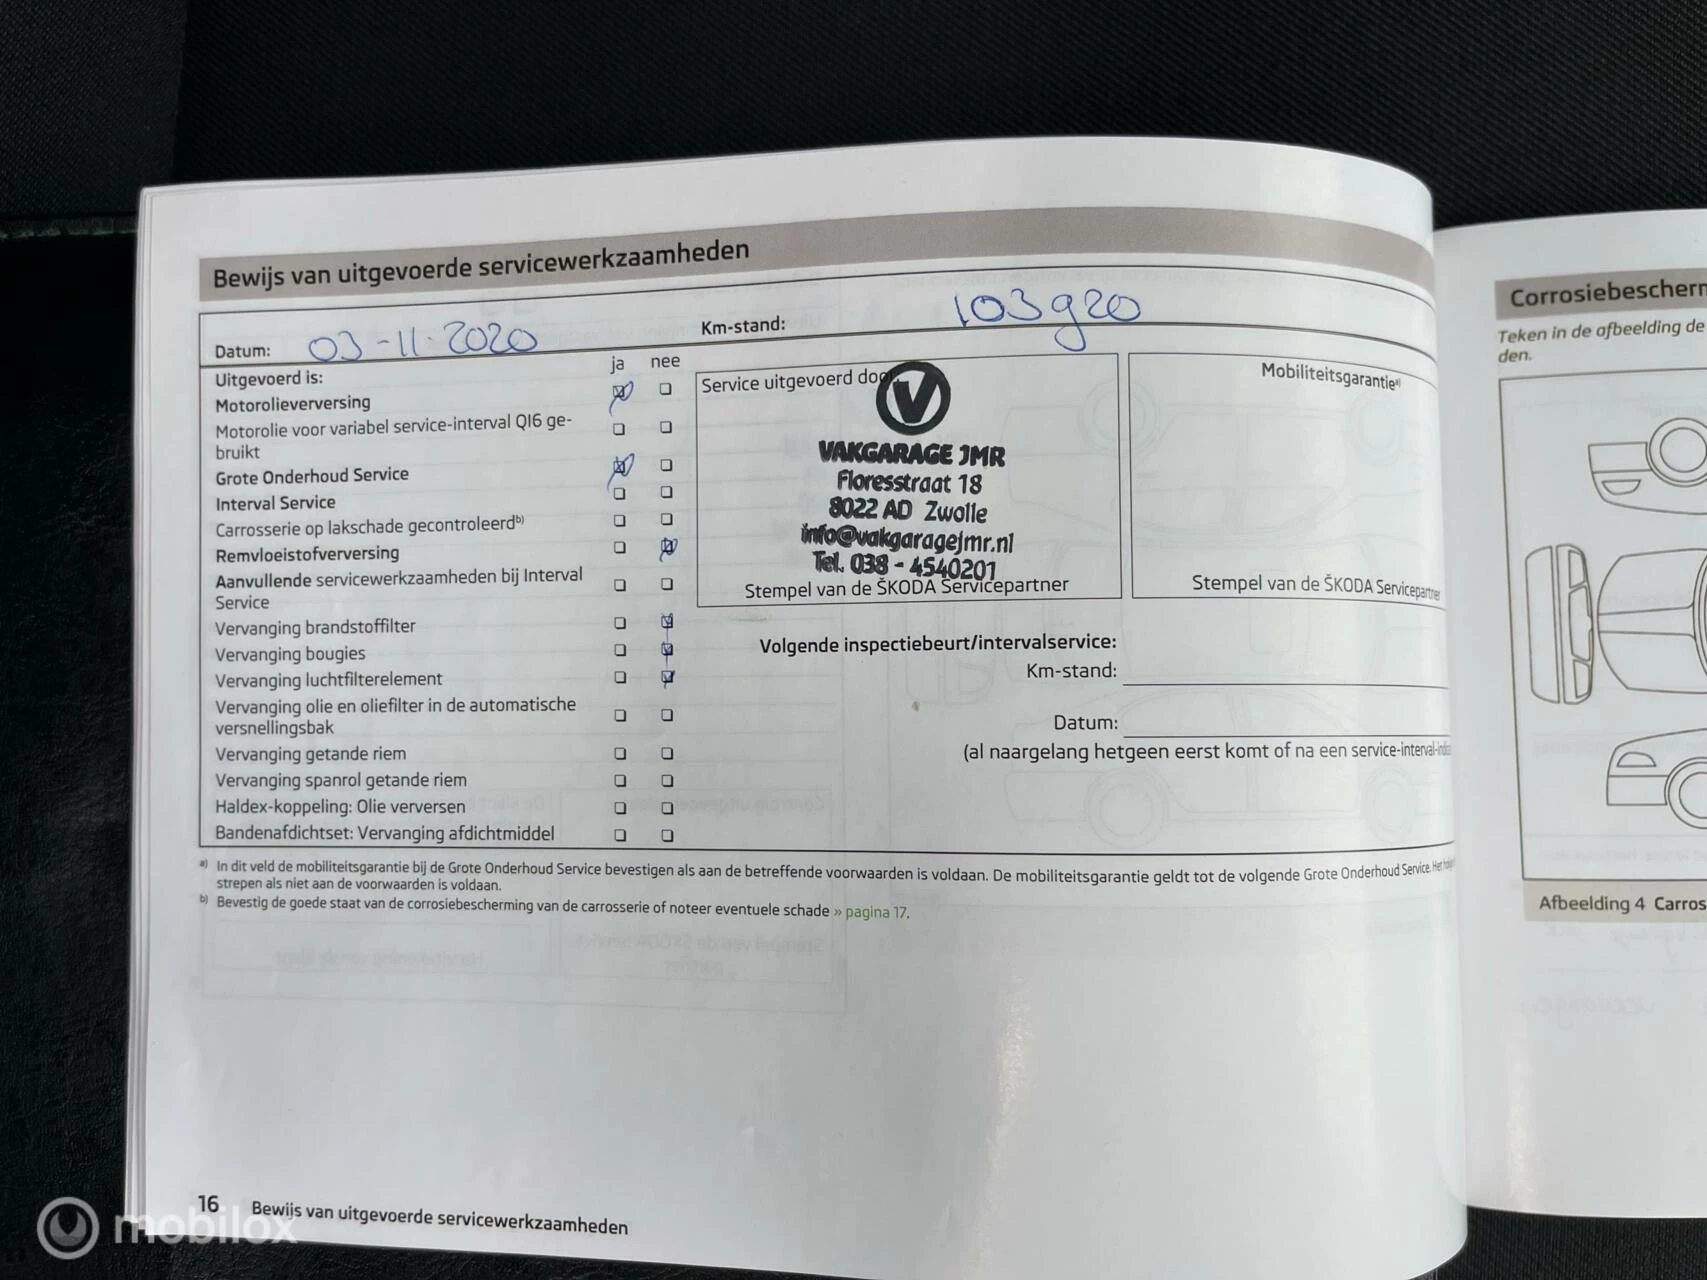 Bewijs van uitgevoerde servicewerkzaamheden
Datum: 03-11-2020
Km-stand: 103920
Uitgevoerd is:
ja nee
Motorolieverversing
Motorolie voor variabel service-interval QI6 ge-
bruikt
Grote Onderhoud Service
Interval Service
Carrosserie op lakschade gecontroleerd b)
Remvloeistofverversing
Aanvullende servicewerkzaamheden bij Interval
Service
Vervanging brandstoffilter
Vervanging bougies
Vervanging luchtfilterelement
Vervanging olie en oliefilter in de automatische
versnellingsbak
Vervanging getande riem
Vervanging spanrol getande riem
Haldex-koppeling: Olie verversen
Bandenafdichtset: Vervanging afdichtmiddel
Service uitgevoerd door
VAKGARAGE JMR
Floresstraat 18
8022 AD Zwolle
info@vakgaragejmr.nl
Tel. 038 - 4540201
Stempel van de ŠKODA Servicepartner
Mobiliteitsgarantie a)
Stempel van de ŠKODA Servicepartner
Volgende inspectiebeurt/intervalservice:
Km-stand:
Datum:
(al naargelang hetgeen eerst komt of na een service-interval-indic
a) In dit veld de mobiliteitsgarantie bij de Grote Onderhoud Service bevestigen als aan de betreffende voorwaarden is voldaan. De mobiliteitsgarantie geldt tot de volgende Grote Onderhoud Service. Het
strepen als niet aan de voorwaarden is voldaan.
b) Bevestig de goede staat van de corrosiebescherming van de carrosserie of noteer eventuele schade » pagina 17.
16 Bewijs van uitgevoerde servicewerkzaamheden
Corrosiebescherm
Teken in de afbeelding de
den.
Afbeelding 4 Carros
mobilox